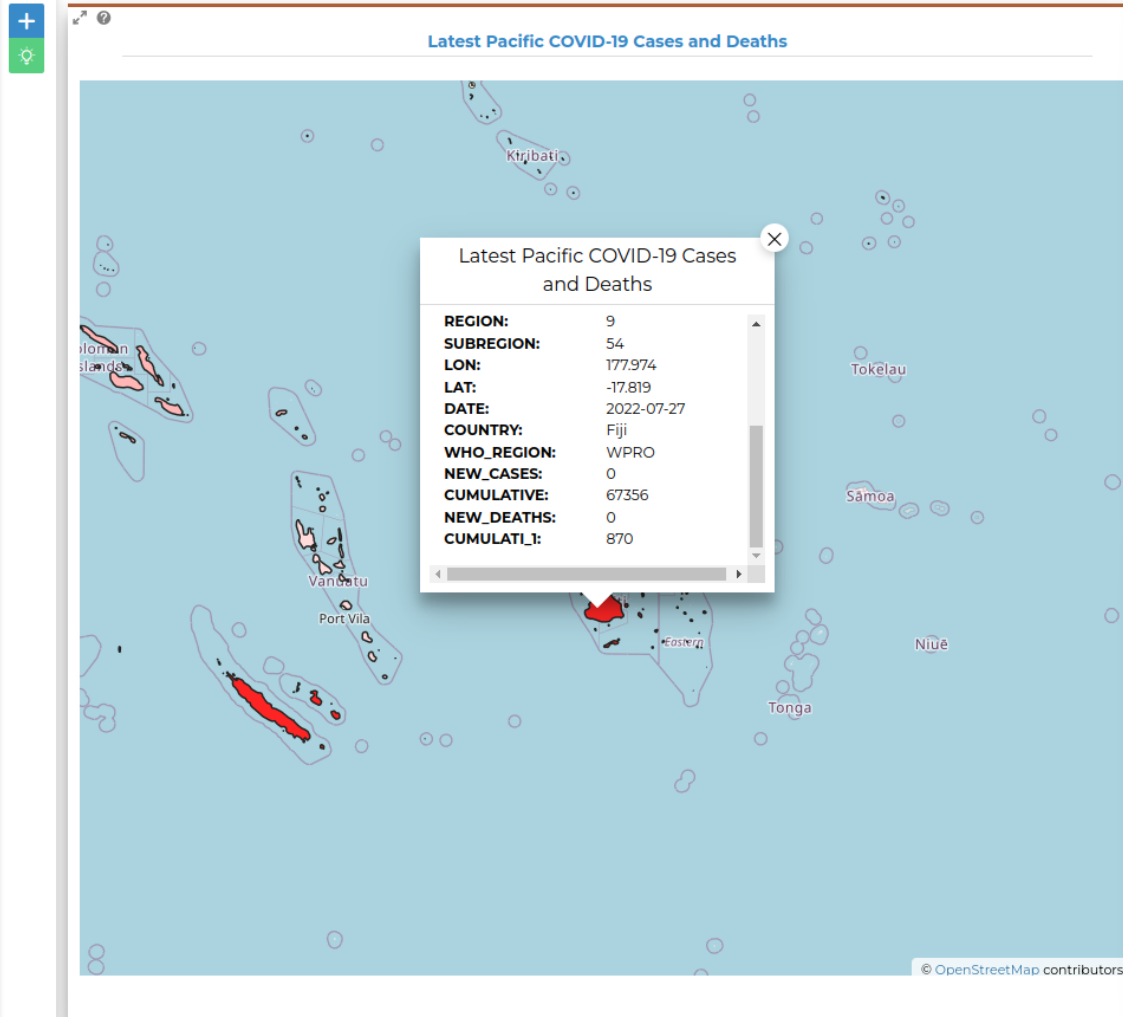 Latest Pacific COVID-19 Cases and Deaths
Kiribati
Latest Pacific COVID-19 Cases
and Deaths
REGION: 9
SUBREGION: 54
LON: 177.974
LAT: -17.819
DATE: 2022-07-27
COUNTRY: Fiji
WHO_REGION: WPRO
NEW_CASES: 0
CUMULATIVE: 67356
NEW_DEATHS: 0
CUMULATI_1: 870
olomon
slands
Tokelau
Sāmoa
Vanuatu
Port Vila
Eastern
Niuē
Tonga
© OpenStreetMap contributors